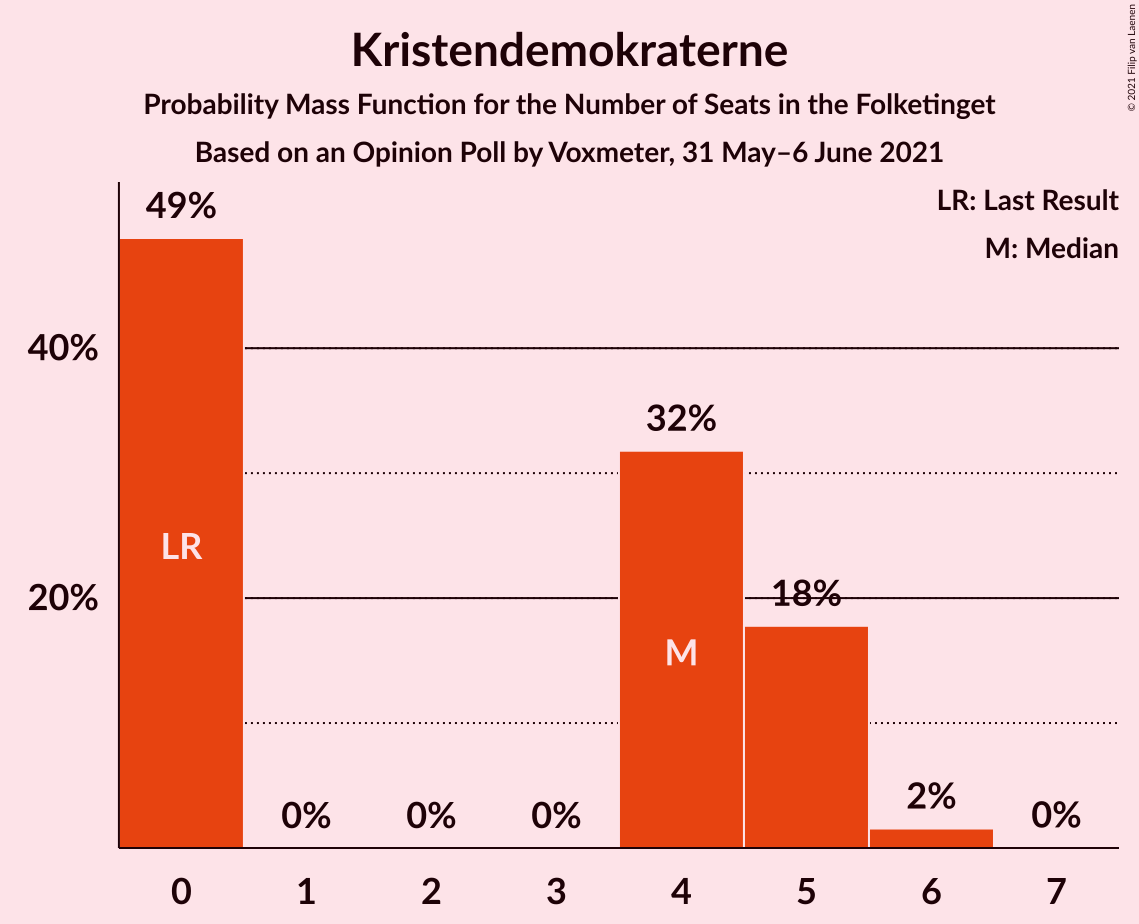 Kristendemokraterne
Probability Mass Function for the Number of Seats in the Folketinget
Based on an Opinion Poll by Voxmeter, 31 May–6 June 2021
© 2021 Filip van Laenen
LR: Last Result
M: Median
49%
40%
32%
LR
20%
18%
M
0%
0%
0%
2%
0%
0 1 2 3 4 5 6 7